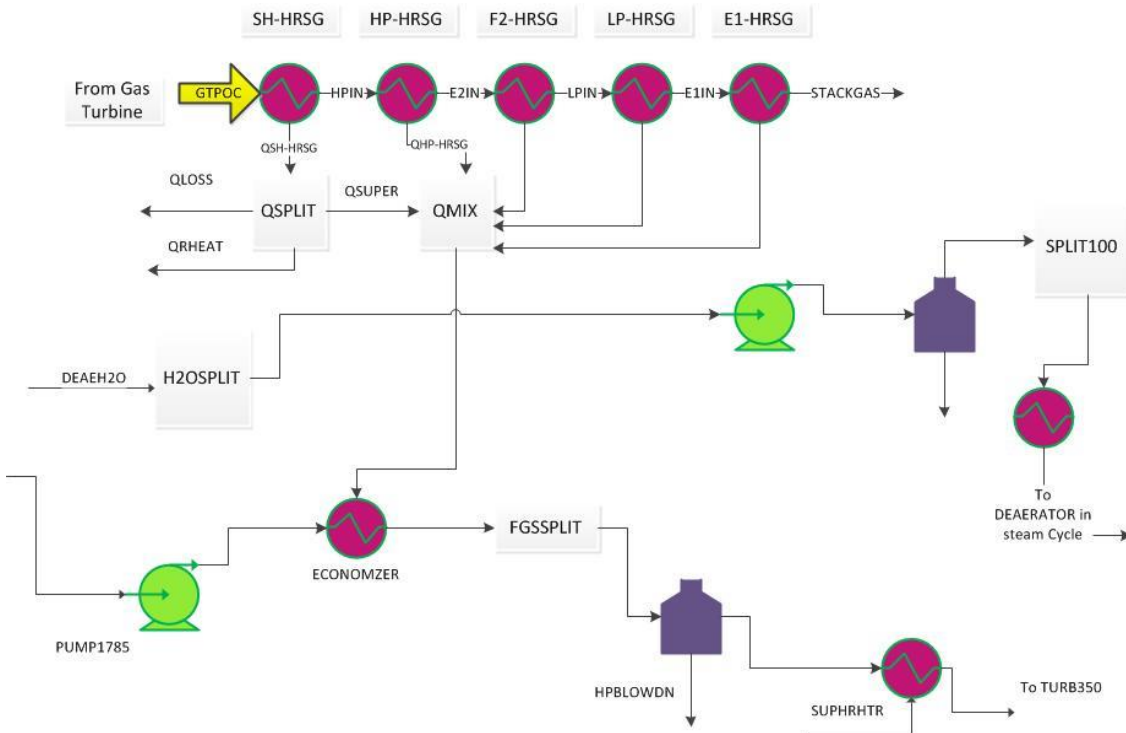 SH-HRSG
HP-HRSG
F2-HRSG
LP-HRSG
E1-HRSG
From Gas
Turbine
GTPOC
HPIN
E2IN
LPIN
E1IN
STACKGAS
QSH-HRSG
QHP-HRSG
QLOSS
QSPLIT
QSUPER
QMIX
QRHEAT
SPLIT100
DEAEH2O
H2OSPLIT
To
DEAERATOR in
steam Cycle
FGSSPLIT
ECONOMZER
PUMP1785
HPBLOWDN
SUPHRHTR
To TURB350